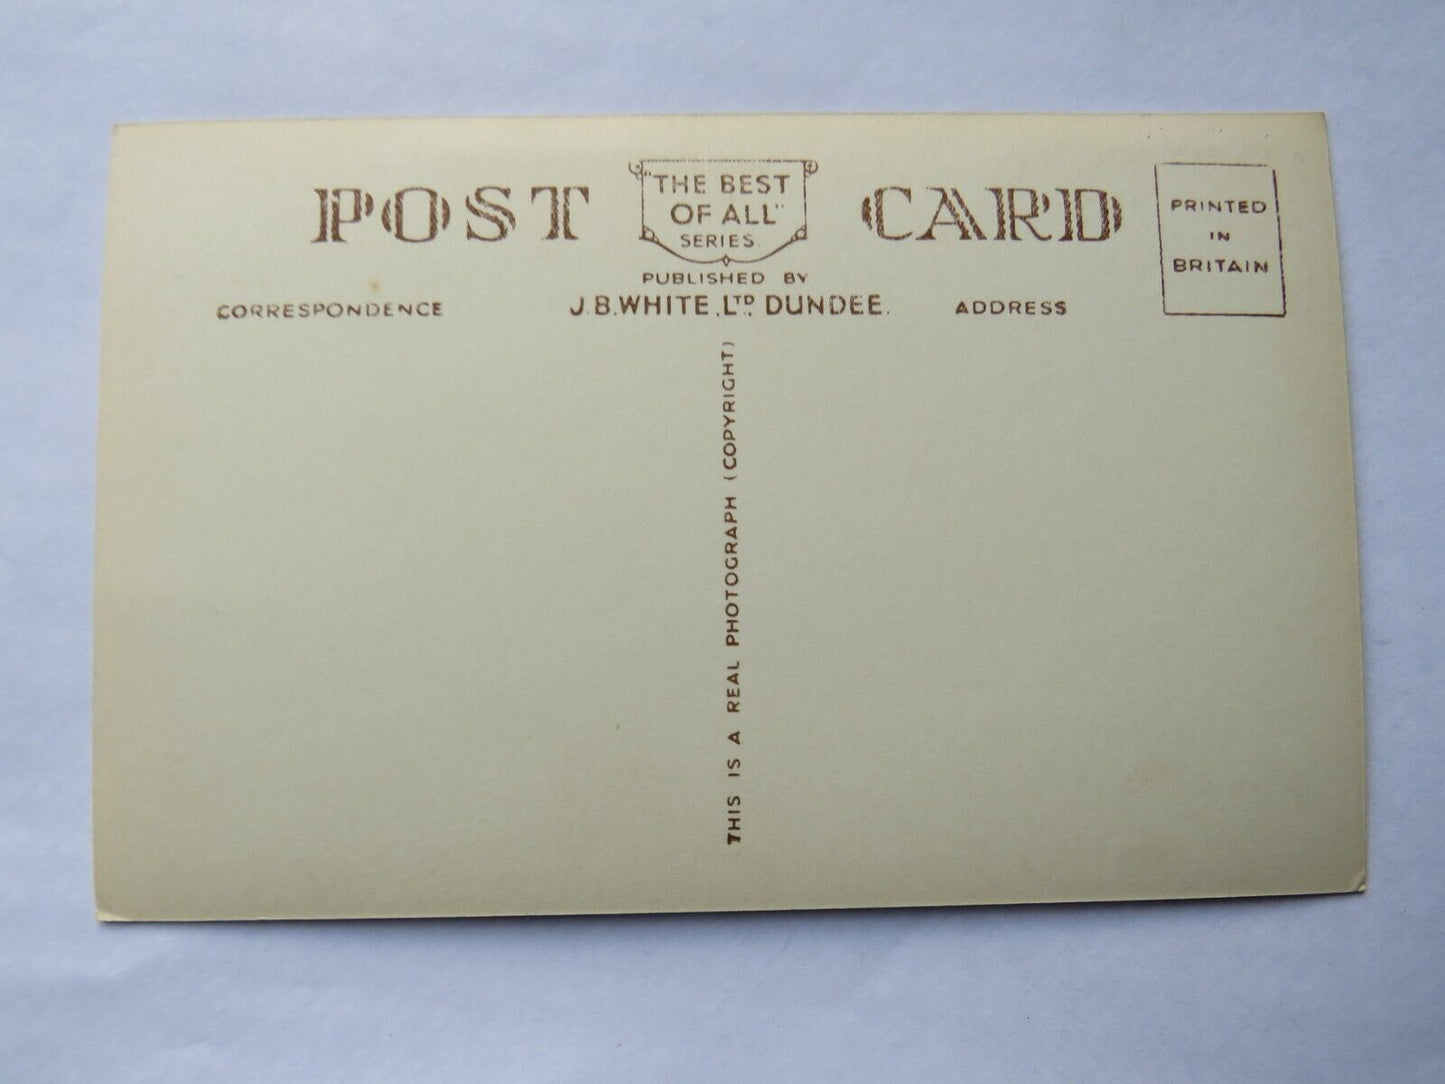 POST CARD
"THE BEST
OF ALL"
SERIES.
PUBLISHED BY
J.B.WHITE, LTD., DUNDEE.
CORRESPONDENCE
ADDRESS
PRINTED
IN
BRITAIN
THIS IS A REAL PHOTOGRAPH (COPYRIGHT)